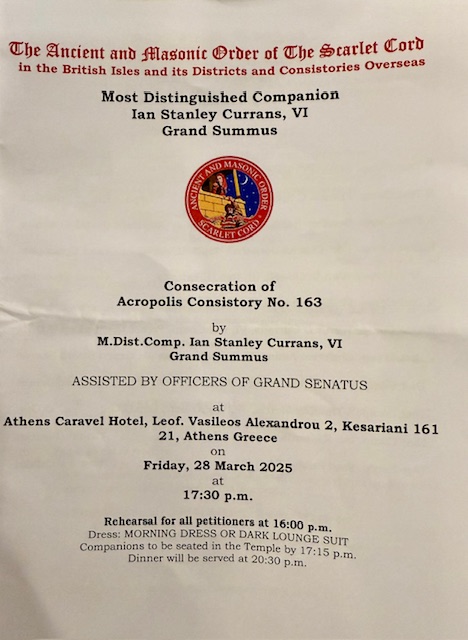 The Ancient and Masonic Order of The Scarlet Cord
in the British Isles and its Districts and Consistories Overseas
Most Distinguished Companion
Ian Stanley Currans, VI
Grand Summus
ANCIENT AND MASONIC ORDER
SCARLET CORD
Consecration of
Acropolis Consistory No. 163
by
M.Dist.Comp. Ian Stanley Currans, VI
Grand Summus
ASSISTED BY OFFICERS OF GRAND SENATUS
at
Athens Caravel Hotel, Leof. Vasileos Alexandrou 2, Kesariani 161
21, Athens Greece
on
Friday, 28 March 2025
at
17:30 p.m.
Rehearsal for all petitioners at 16:00 p.m.
Dress: MORNING DRESS OR DARK LOUNGE SUIT
Companions to be seated in the Temple by 17:15 p.m.
Dinner will be served at 20:30 p.m.